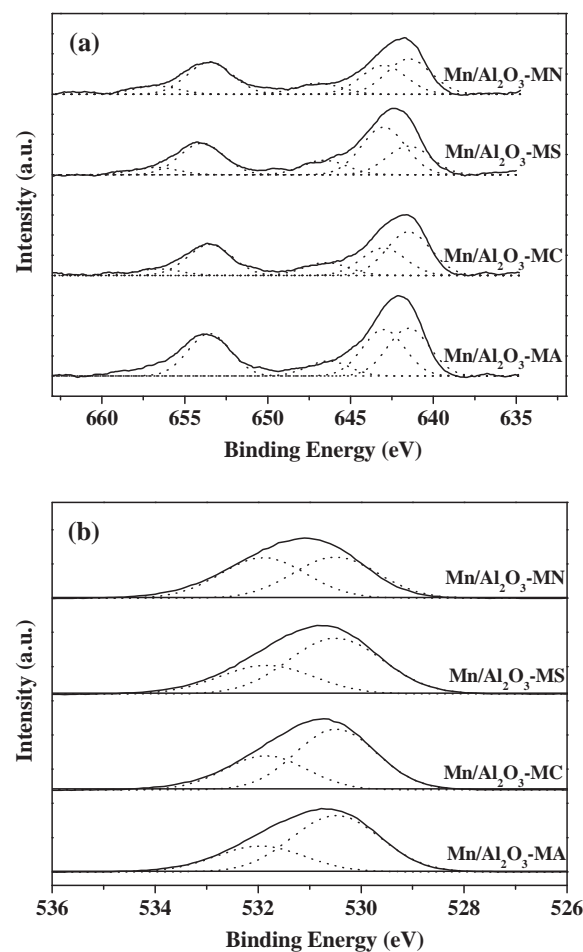 (a)
Mn/Al₂O₃-MN
Mn/Al₂O₃-MS
Mn/Al₂O₃-MC
Mn/Al₂O₃-MA
Intensity (a.u.)
660 655 650 645 640 635
Binding Energy (eV)
(b)
Mn/Al₂O₃-MN
Mn/Al₂O₃-MS
Mn/Al₂O₃-MC
Mn/Al₂O₃-MA
Intensity (a.u.)
536 534 532 530 528 526
Binding Energy (eV)